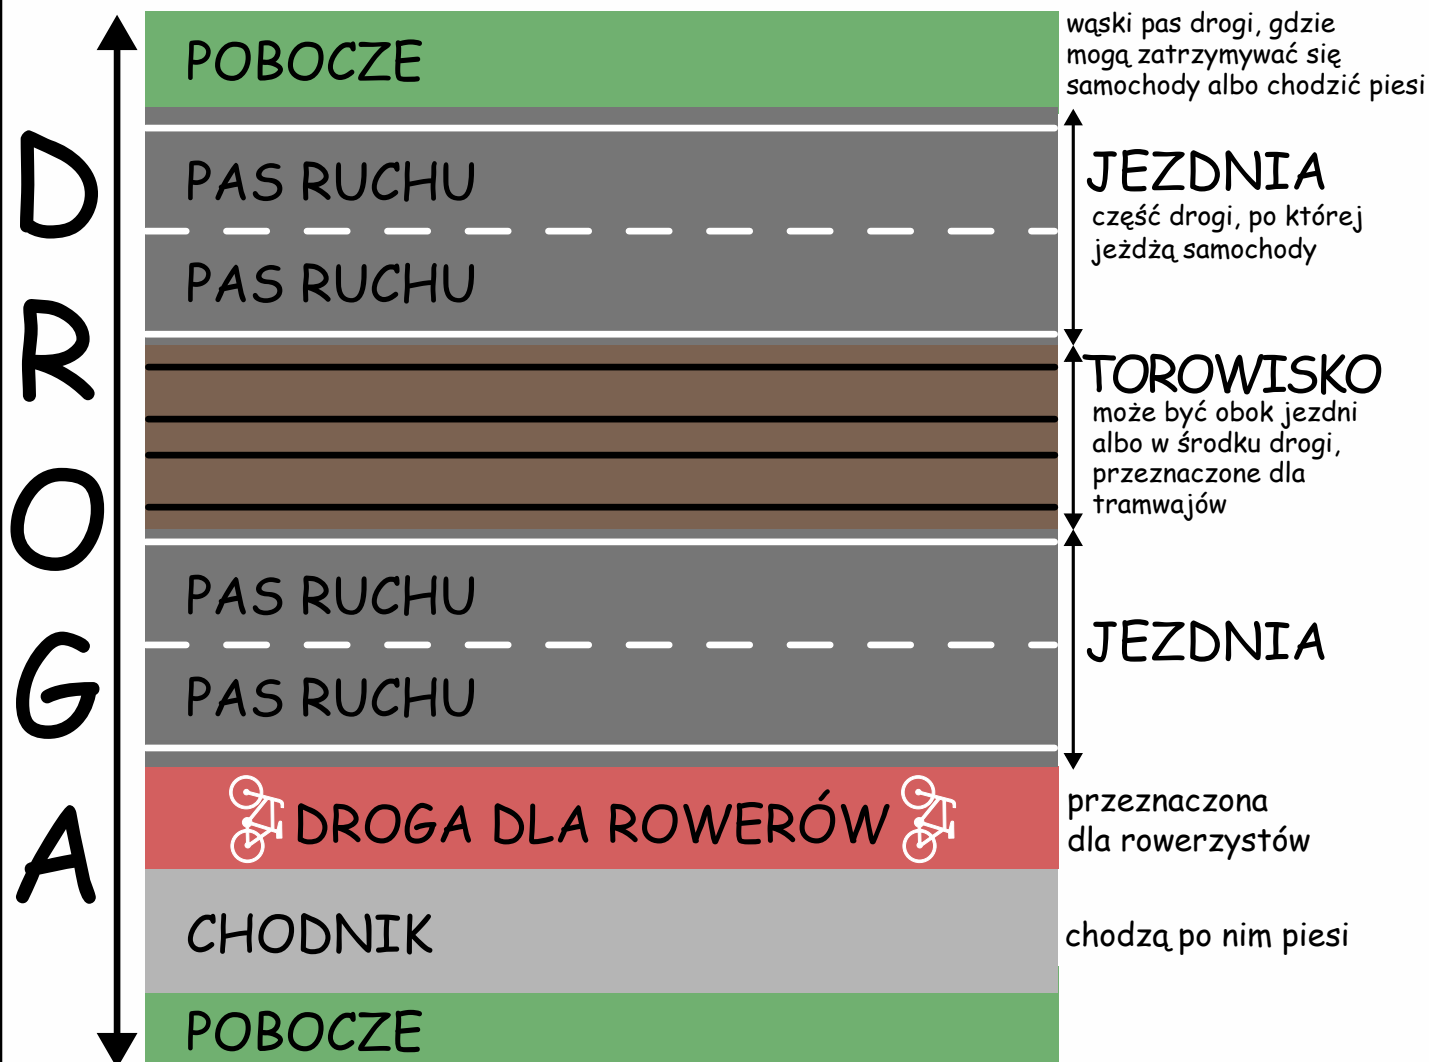 DROGA
POBOCZE
wąski pas drogi, gdzie
mogą zatrzymywać się
samochody albo chodzić piesi
PAS RUCHU
PAS RUCHU
JEZDNIA
część drogi, po której
jeżdżą samochody
TOROWISKO
może być obok jezdni
albo w środku drogi,
przeznaczone dla
tramwajów
PAS RUCHU
PAS RUCHU
JEZDNIA
DROGA DLA ROWERÓW
przeznaczona
dla rowerzystów
CHODNIK
chodzą po nim piesi
POBOCZE